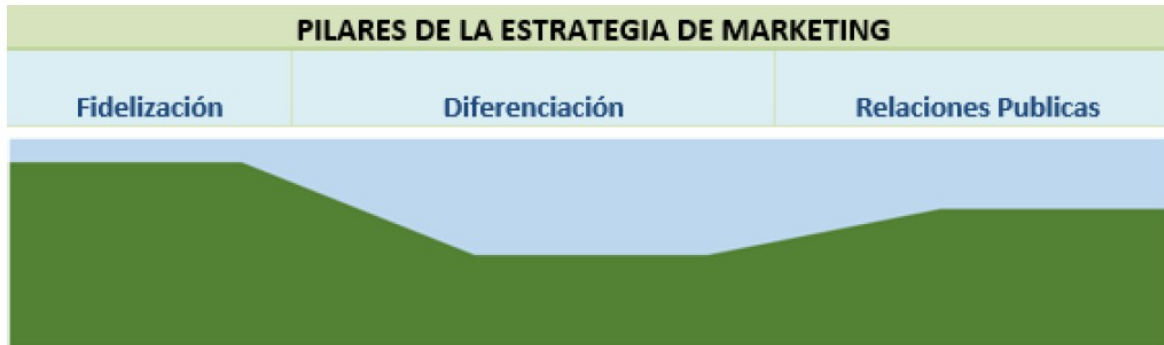 PILARES DE LA ESTRATEGIA DE MARKETING
Fidelización Diferenciación Relaciones Publicas